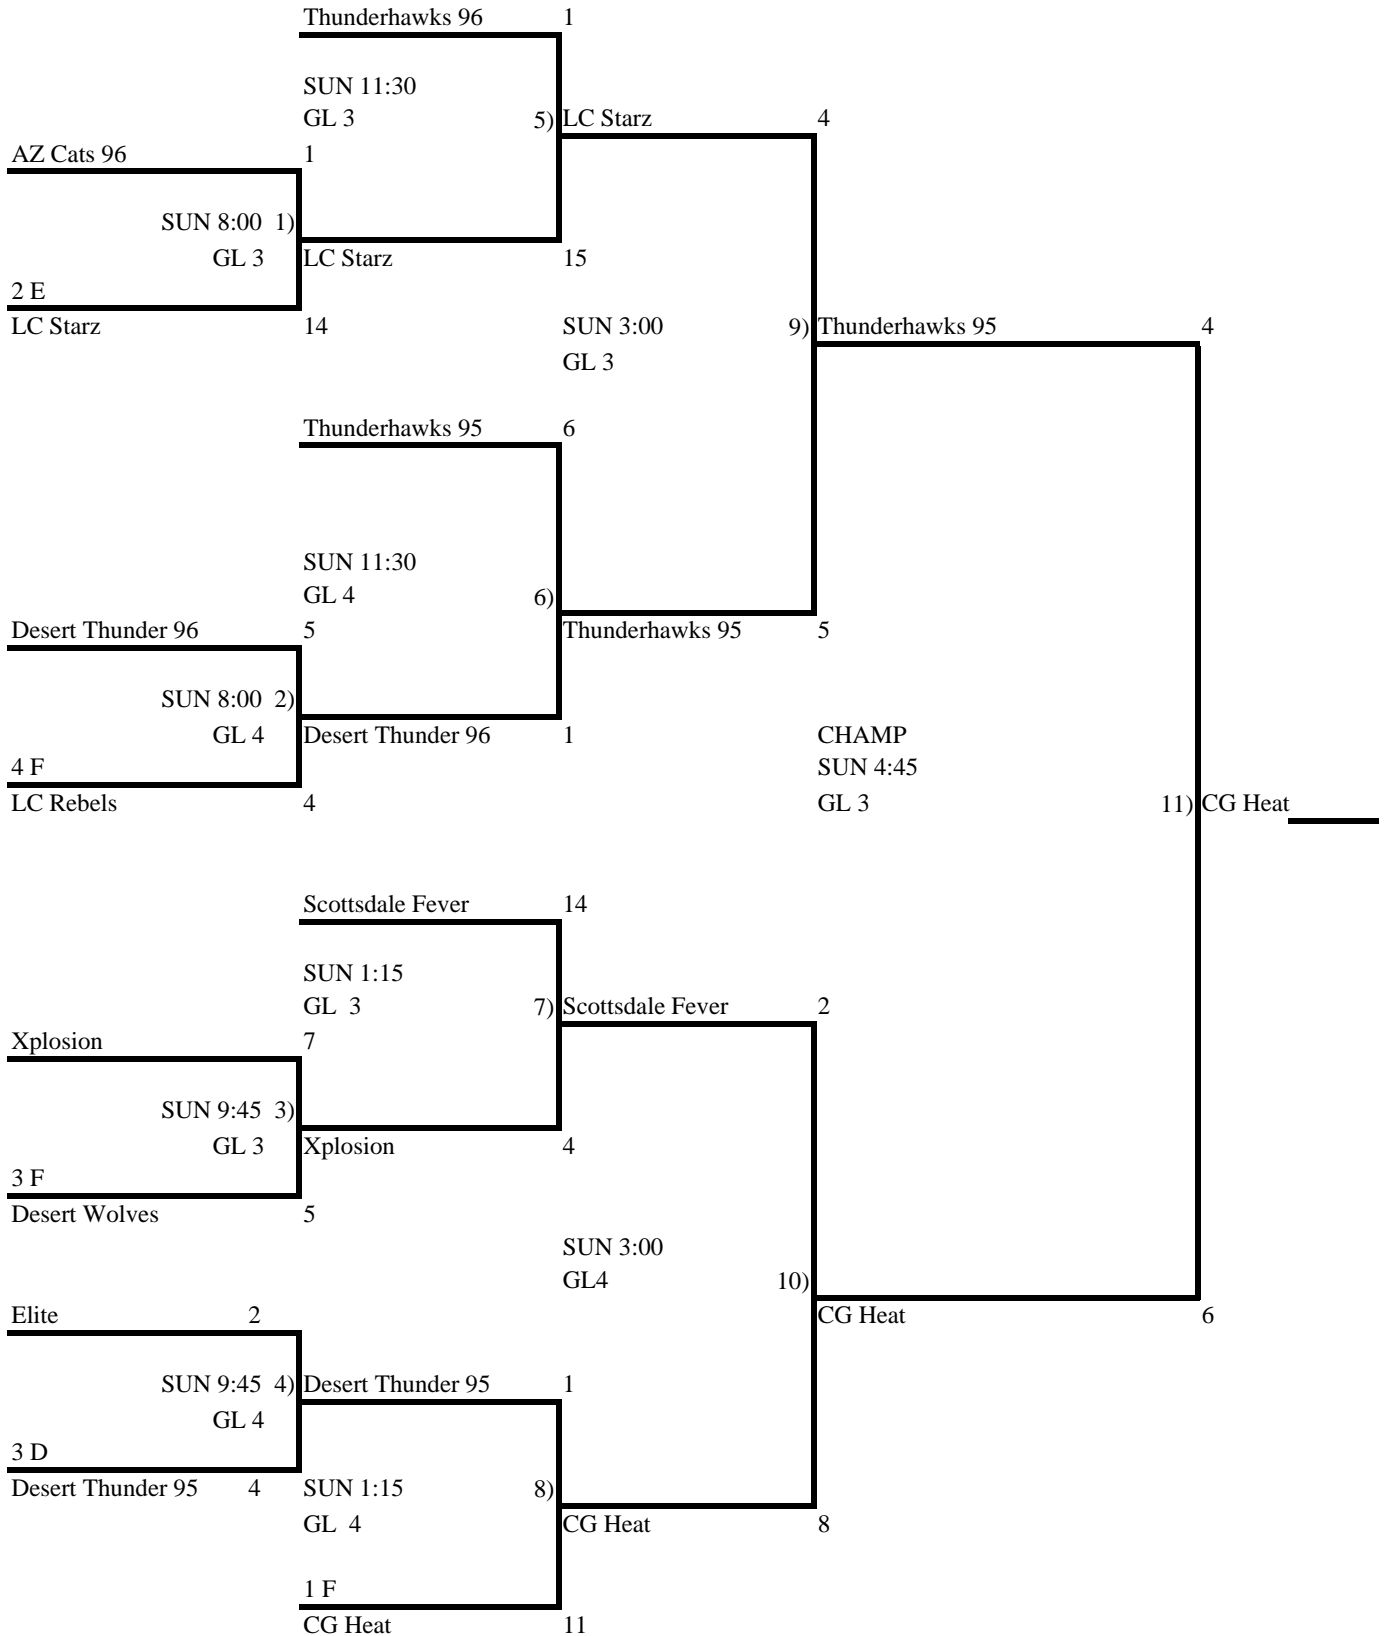 Thunderhawks 96 1
SUN 11:30
GL 3 5) LC Starz 4
AZ Cats 96 1
SUN 8:00 1)
GL 3 LC Starz 15
2 E
LC Starz 14 SUN 3:00 9) Thunderhawks 95 4
GL 3
Thunderhawks 95 6
SUN 11:30
GL 4 6)
Desert Thunder 96 5 Thunderhawks 95 5
SUN 8:00 2)
GL 4 Desert Thunder 96 1 CHAMP
4 F SUN 4:45
LC Rebels 4 GL 3 11) CG Heat
Scottsdale Fever 14
SUN 1:15
GL 3 7) Scottsdale Fever 2
Xplosion 7
SUN 9:45 3)
GL 3 Xplosion 4
3 F
Desert Wolves 5
SUN 3:00
GL4 10)
Elite 2 CG Heat 6
SUN 9:45 4) Desert Thunder 95 1
GL 4
3 D
Desert Thunder 95 4 SUN 1:15 8)
GL 4 CG Heat 8
1 F
CG Heat 11